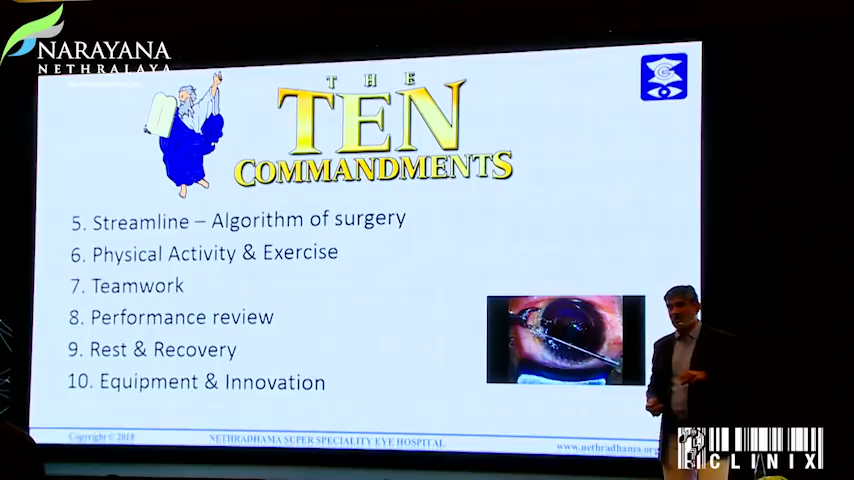 NARAYANA
NETHRALAYA
THE
TEN
COMMANDMENTS
5. Streamline – Algorithm of surgery
6. Physical Activity & Exercise
7. Teamwork
8. Performance review
9. Rest & Recovery
10. Equipment & Innovation
Copyright © 2018
NETHRADHAMA SUPER SPECIALITY EYE HOSPITAL
www.nethradhama.org
CLINIX